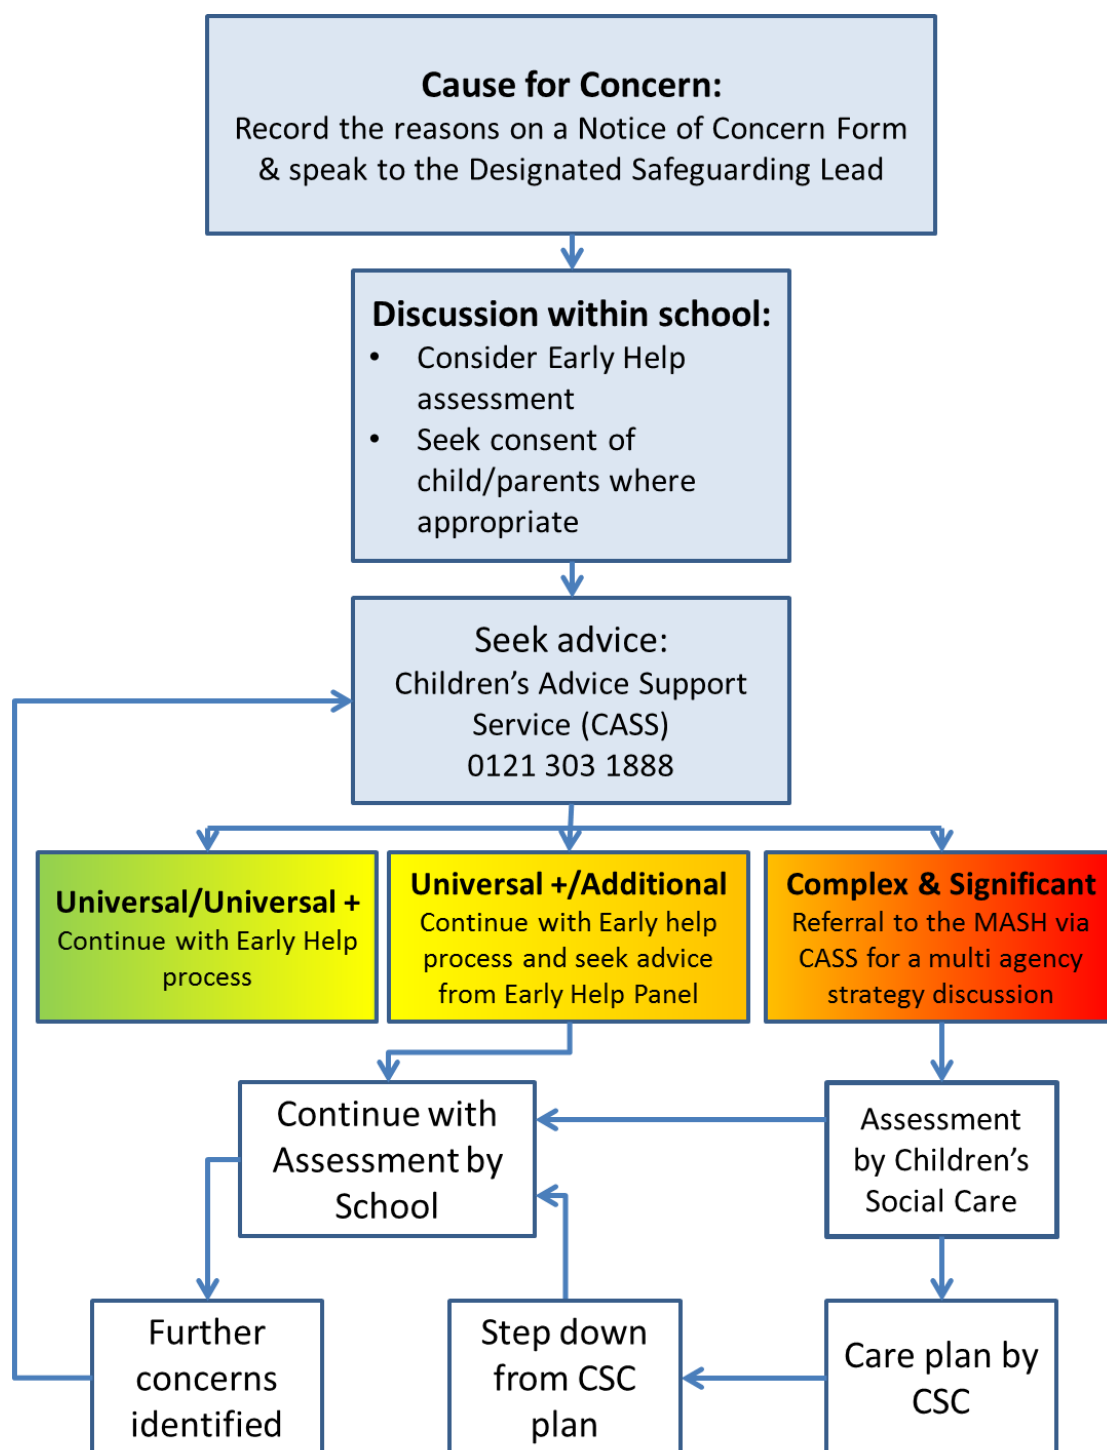 Cause for Concern:
Record the reasons on a Notice of Concern Form
& speak to the Designated Safeguarding Lead
Discussion within school:
• Consider Early Help
assessment
• Seek consent of
child/parents where
appropriate
Seek advice:
Children’s Advice Support
Service (CASS)
0121 303 1888
Universal/Universal +
Continue with Early Help
process
Universal +/Additional
Continue with Early help
process and seek advice
from Early Help Panel
Complex & Significant
Referral to the MASH via
CASS for a multi agency
strategy discussion
Continue with
Assessment by
School
Assessment
by Children’s
Social Care
Further
concerns
identified
Step down
from CSC
plan
Care plan by
CSC